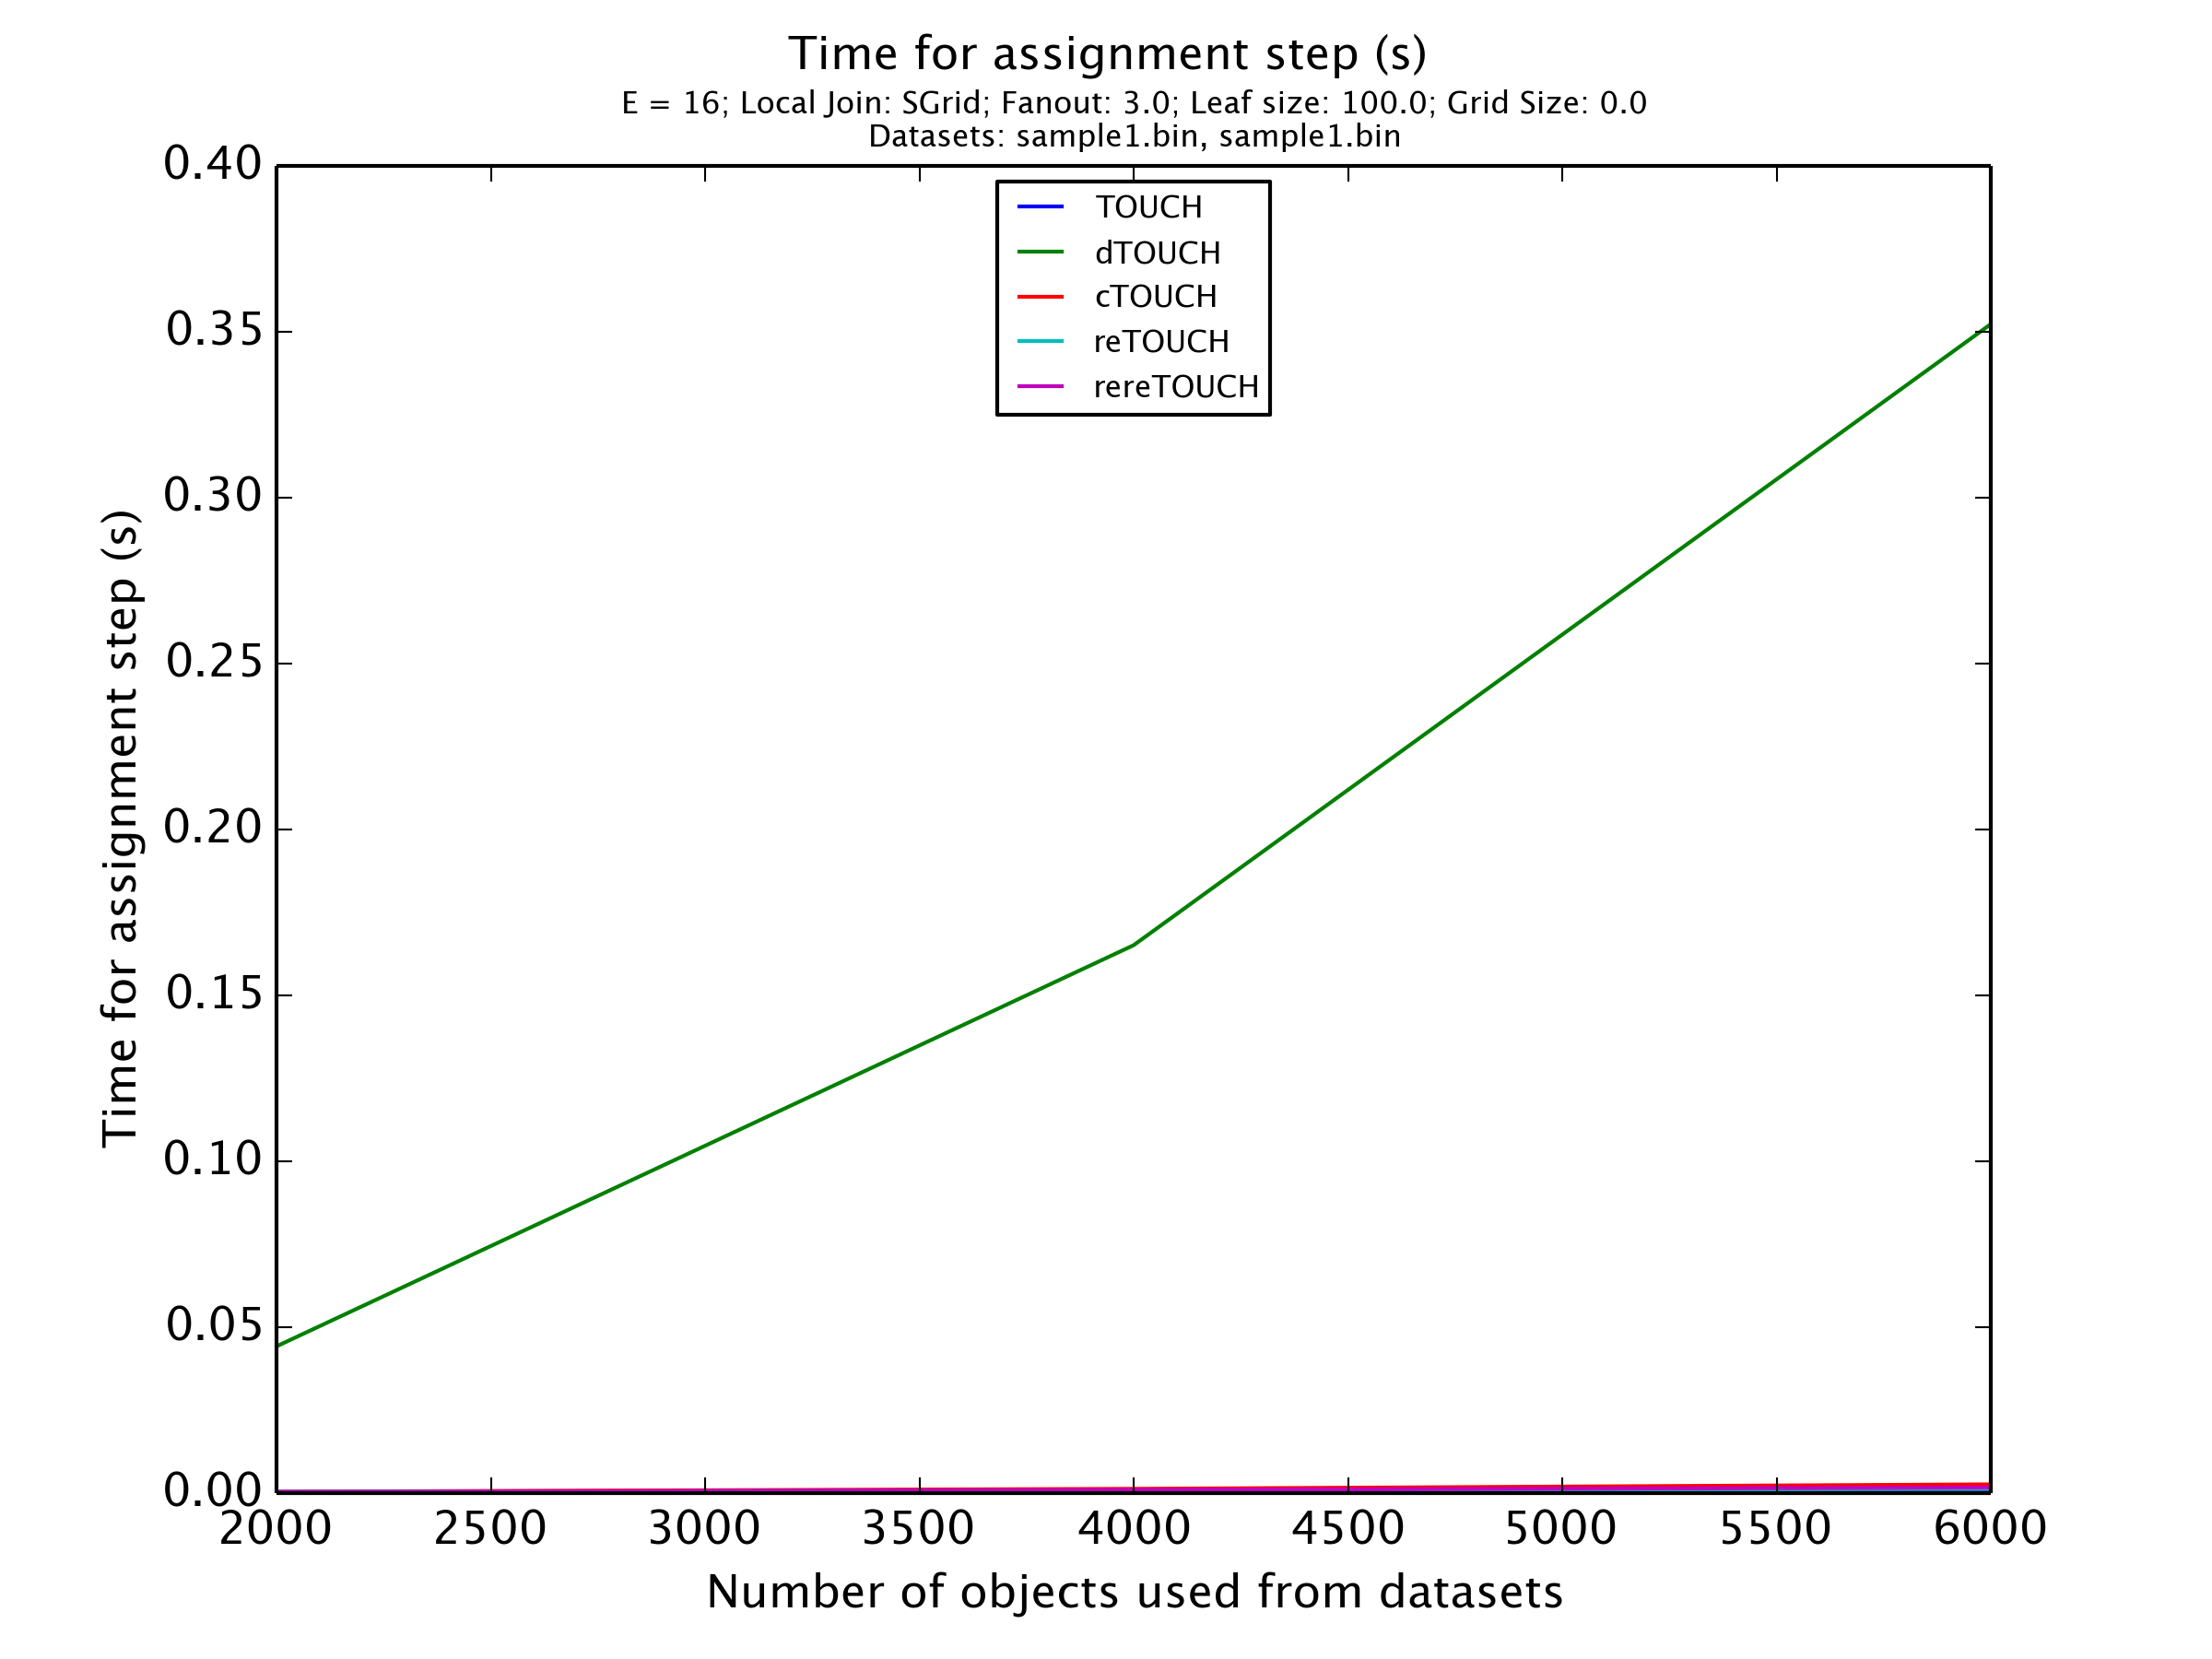 Time for assignment step (s)
E = 16; Local Join: SGrid; Fanout: 3.0; Leaf size: 100.0; Grid Size: 0.0
Datasets: sample1.bin, sample1.bin
TOUCH
dTOUCH
cTOUCH
reTOUCH
rereTOUCH
Time for assignment step (s)
0.40
0.35
0.30
0.25
0.20
0.15
0.10
0.05
0.00
2000 2500 3000 3500 4000 4500 5000 5500 6000
Number of objects used from datasets